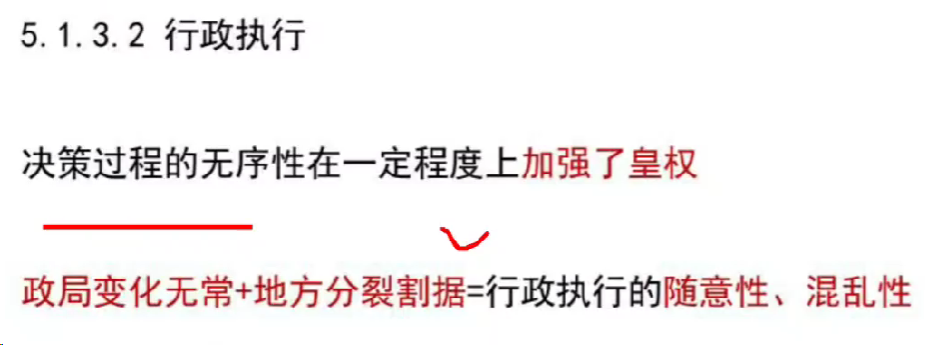 5.1.3.2 行政执行
决策过程的无序性在一定程度上加强了皇权
政局变化无常+地方分裂割据=行政执行的随意性、混乱性